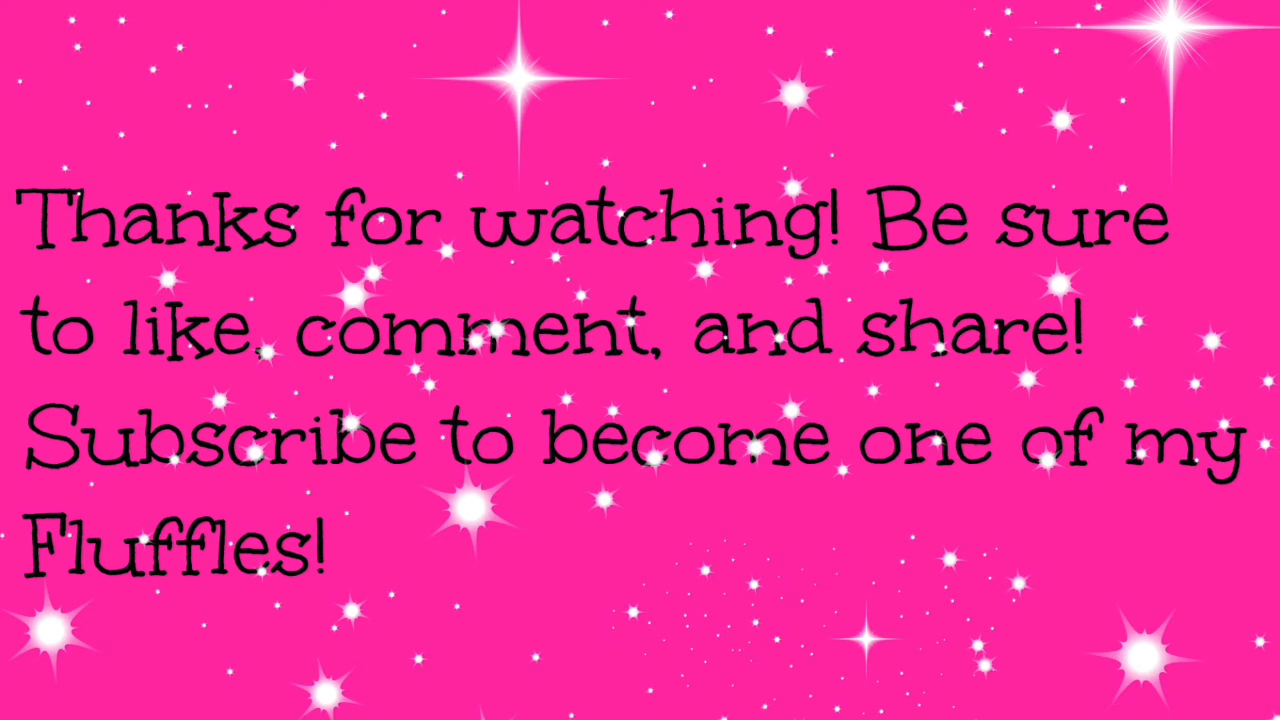 Thanks for watching! Be sure
to like, comment, and share!
Subscribe to become one of my
Fluffles!